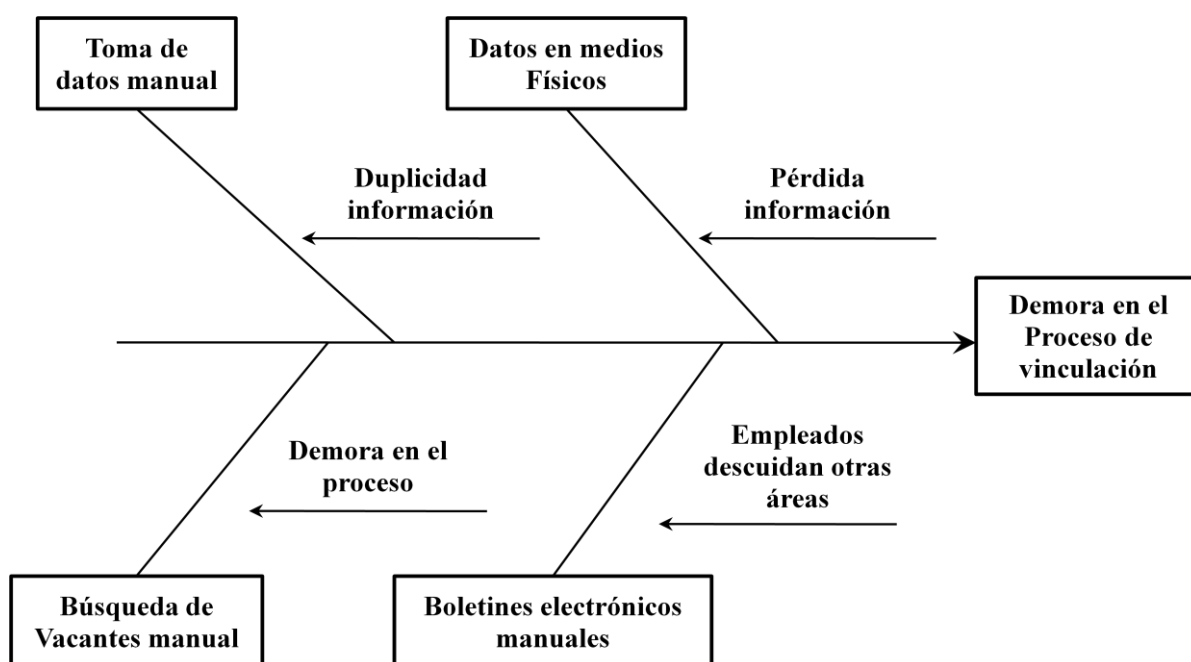 Toma de
datos manual
Datos en medios
Físicos
Duplicidad
información
Pérdida
información
Demora en el
Proceso de
vinculación
Demora en el
proceso
Empleados
descuidan otras
áreas
Búsqueda de
Vacantes manual
Boletines electrónicos
manuales